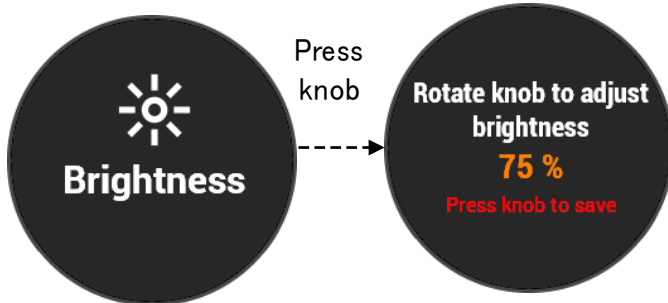 Brightness
Press
knob
Rotate knob to adjust
brightness
75 %
Press knob to save